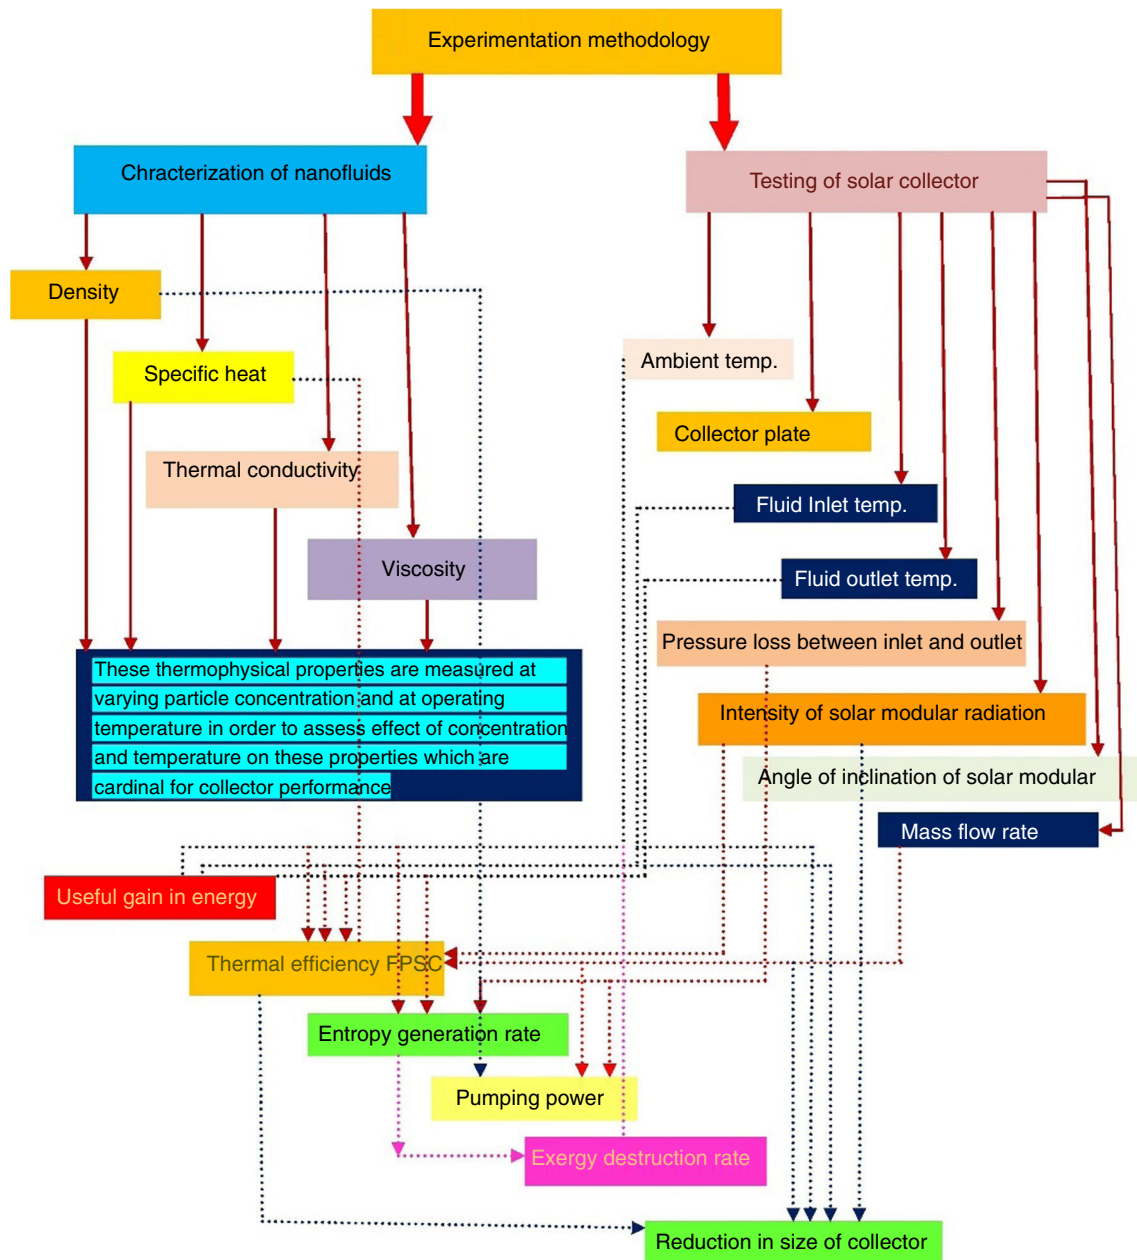 Experimentation methodology
Chracterization of nanofluids
Testing of solar collector
Density
Specific heat
Thermal conductivity
Viscosity
These thermophysical properties are measured at
varying particle concentration and at operating
temperature in order to assess effect of concentration
and temperature on these properties which are
cardinal for collector performance
Ambient temp.
Collector plate
Fluid Inlet temp.
Fluid outlet temp.
Pressure loss between inlet and outlet
Intensity of solar modular radiation
Angle of inclination of solar modular
Mass flow rate
Useful gain in energy
Thermal efficiency FPSC
Entropy generation rate
Pumping power
Exergy destruction rate
Reduction in size of collector